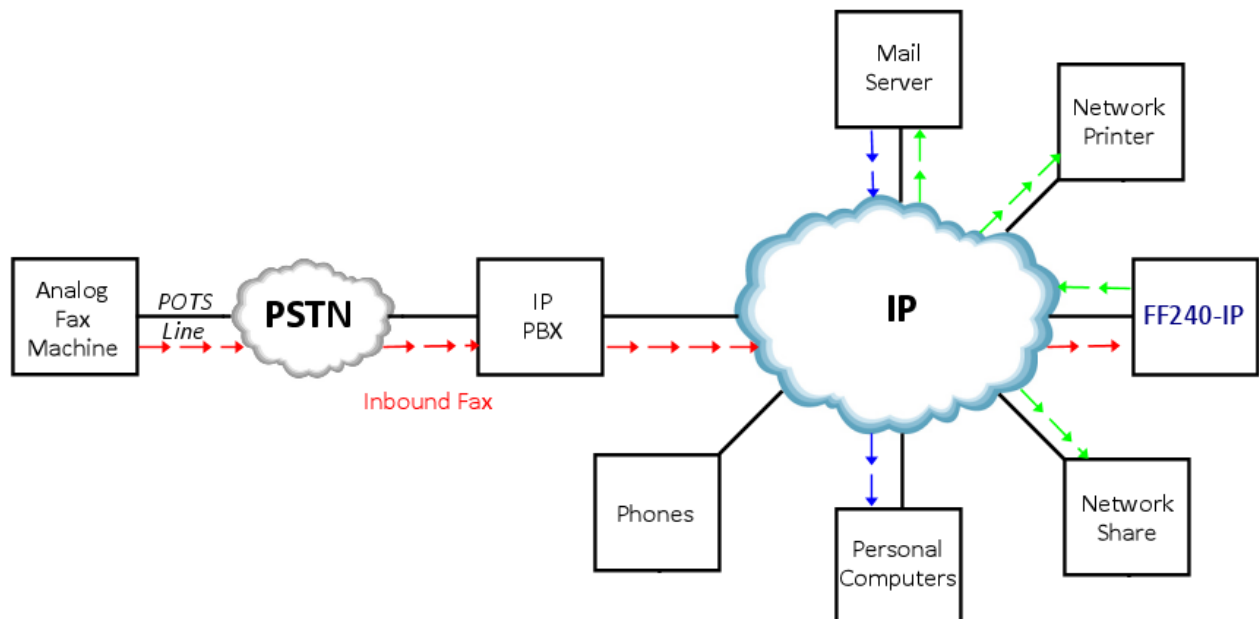 Mail
Server
Network
Printer
Analog
Fax
Machine
POTS
Line
PSTN
IP
PBX
IP
FF240-IP
Inbound Fax
Phones
Personal
Computers
Network
Share